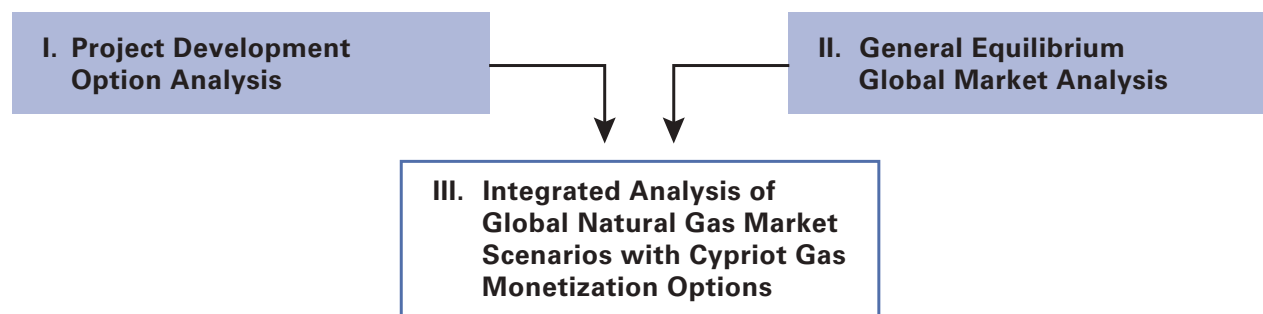 I. Project Development
Option Analysis
II. General Equilibrium
Global Market Analysis
III. Integrated Analysis of
Global Natural Gas Market
Scenarios with Cypriot Gas
Monetization Options